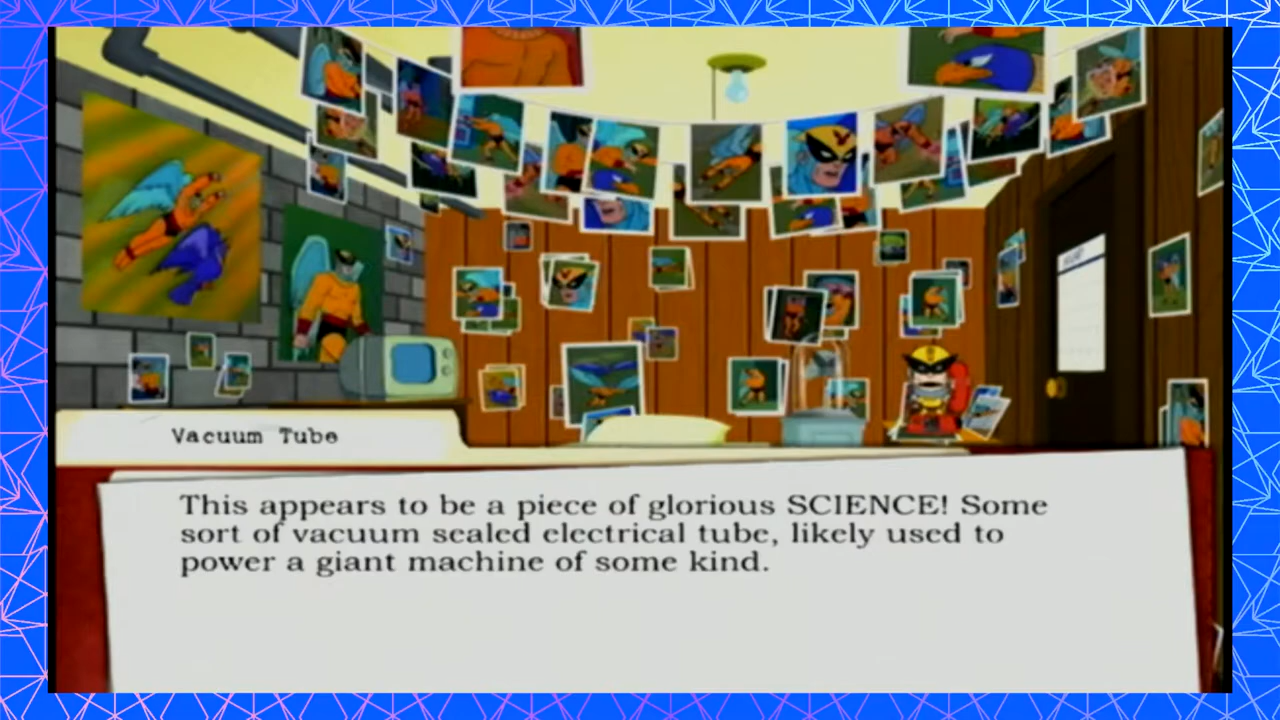 Vacuum Tube
This appears to be a piece of glorious SCIENCE! Some
sort of vacuum sealed electrical tube, likely used to
power a giant machine of some kind.